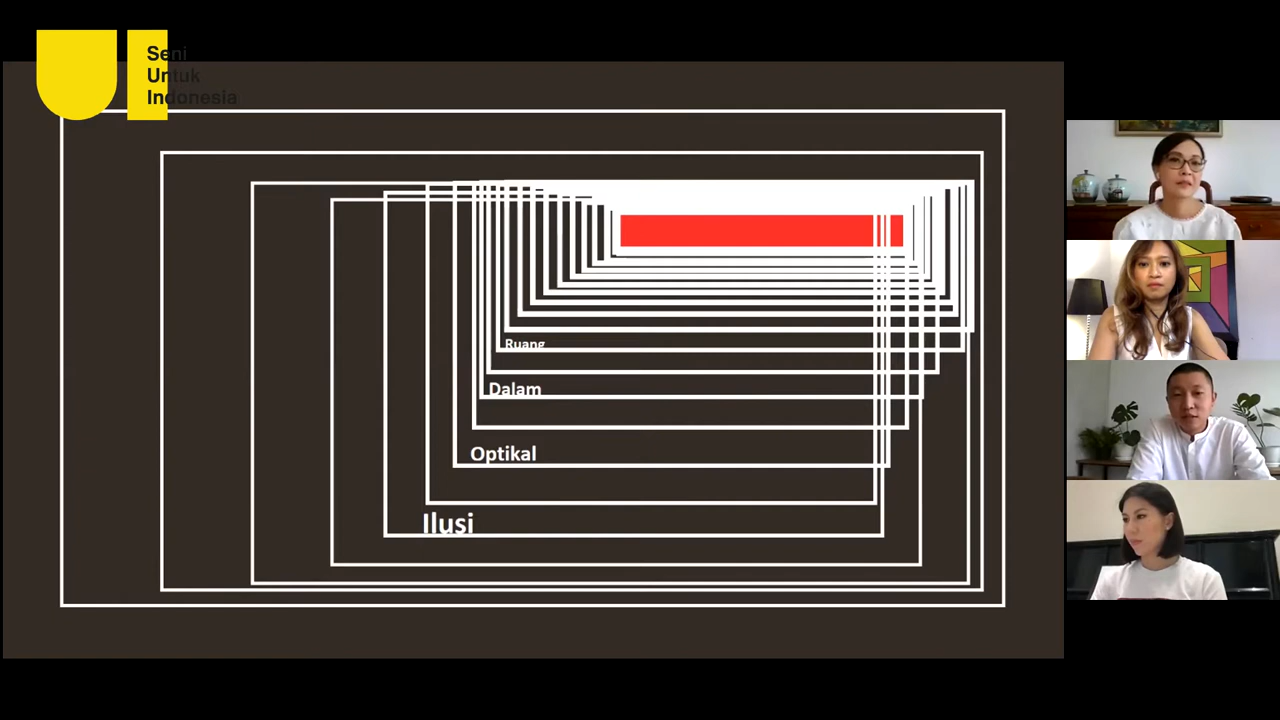 Seni
Untuk
Indonesia
Ruang
Dalam
Optikal
Ilusi